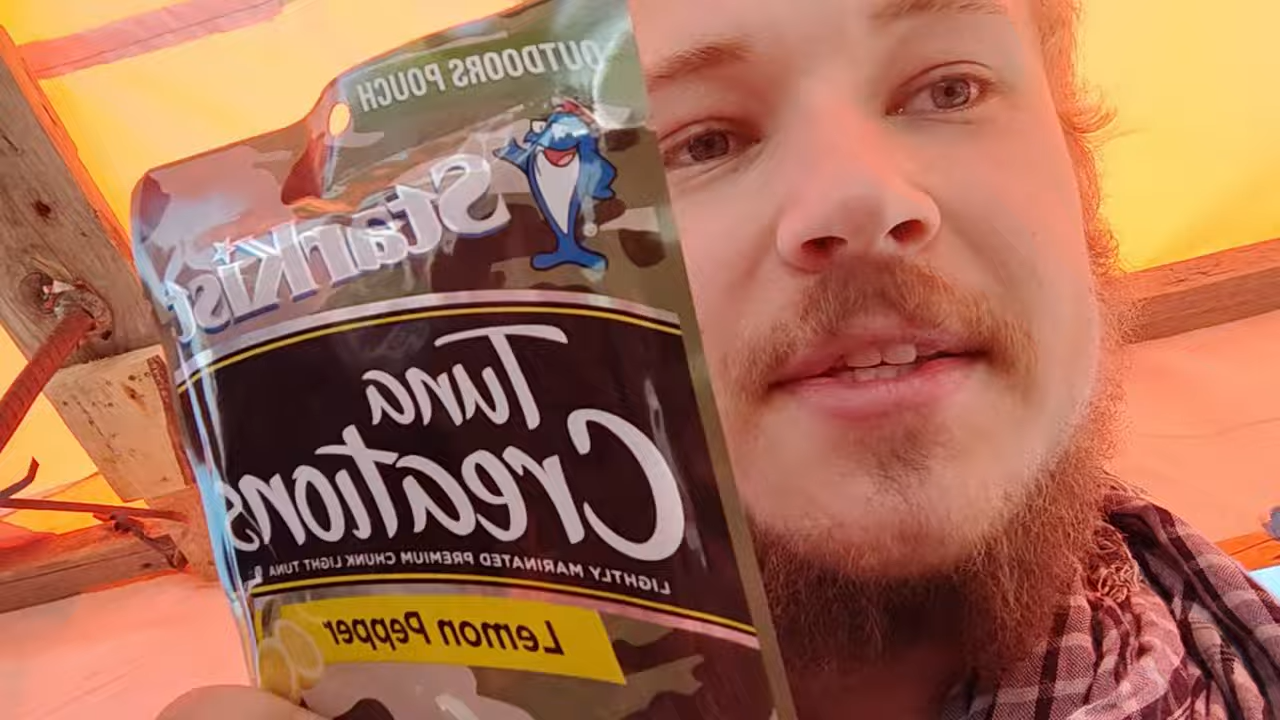 OUTDOORS POUCH
StarKist
Tuna
Creations
LIGHTLY MARINATED PREMIUM CHUNK LIGHT TUNA
Lemon Pepper